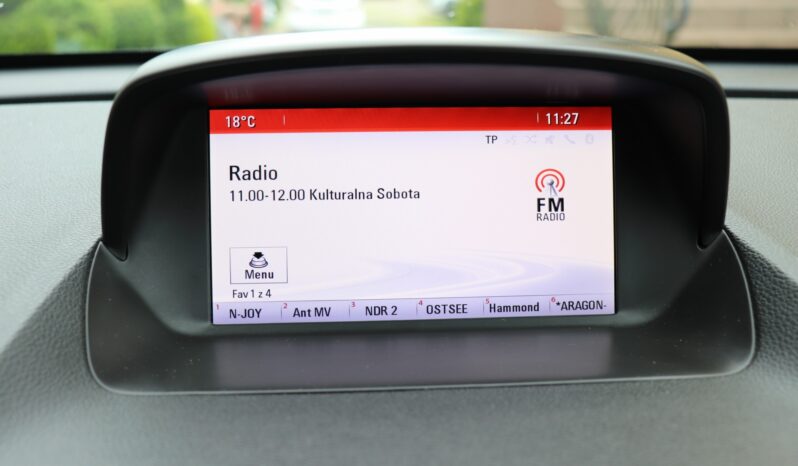 18°C
11:27
TP
Radio
11.00-12.00 Kulturalna Sobota
FM
RADIO
Menu
Fav 1 z 4
1 N-JOY 2 Ant MV 3 NDR 2 4 OSTSEE 5 Hammond 6 *ARAGON-